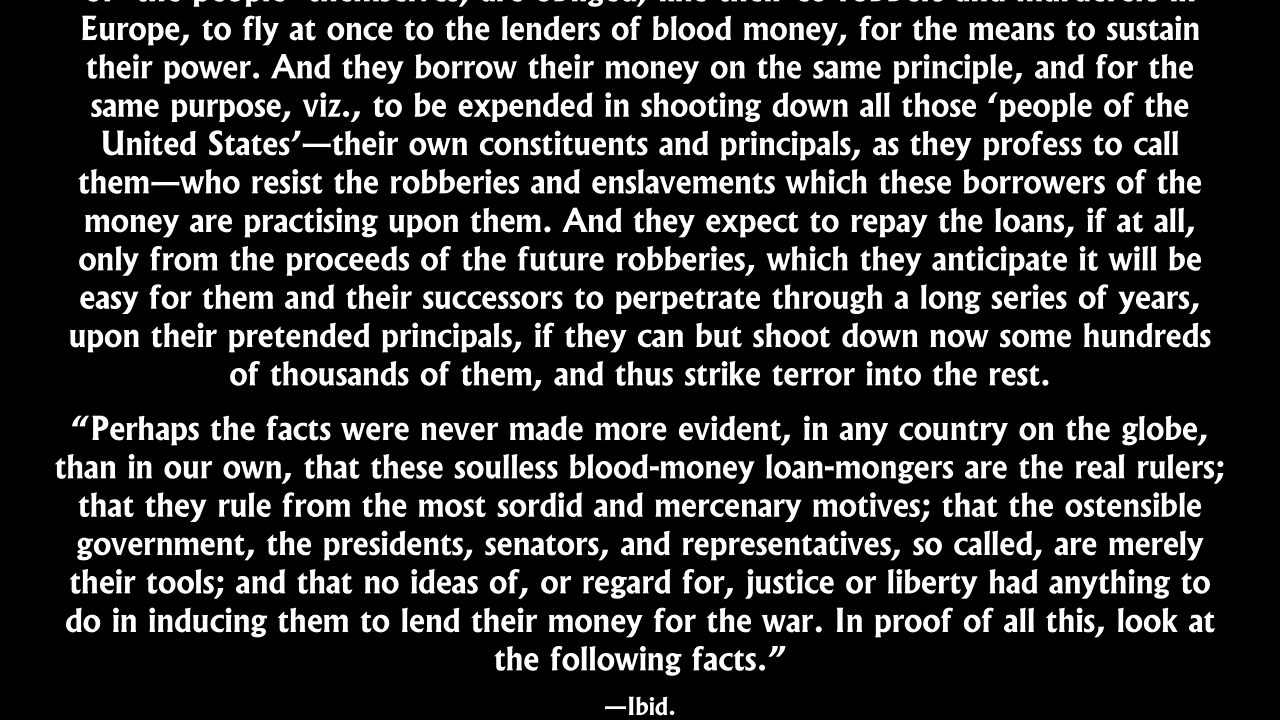 Europe, to fly at once to the lenders of blood money, for the means to sustain
their power. And they borrow their money on the same principle, and for the
same purpose, viz., to be expended in shooting down all those ‘people of the
United States’—their own constituents and principals, as they profess to call
them—who resist the robberies and enslavements which these borrowers of the
money are practising upon them. And they expect to repay the loans, if at all,
only from the proceeds of the future robberies, which they anticipate it will be
easy for them and their successors to perpetrate through a long series of years,
upon their pretended principals, if they can but shoot down now some hundreds
of thousands of them, and thus strike terror into the rest.
“Perhaps the facts were never made more evident, in any country on the globe,
than in our own, that these soulless blood-money loan-mongers are the real rulers;
that they rule from the most sordid and mercenary motives; that the ostensible
government, the presidents, senators, and representatives, so called, are merely
their tools; and that no ideas of, or regard for, justice or liberty had anything to
do in inducing them to lend their money for the war. In proof of all this, look at
the following facts.”
—Ibid.